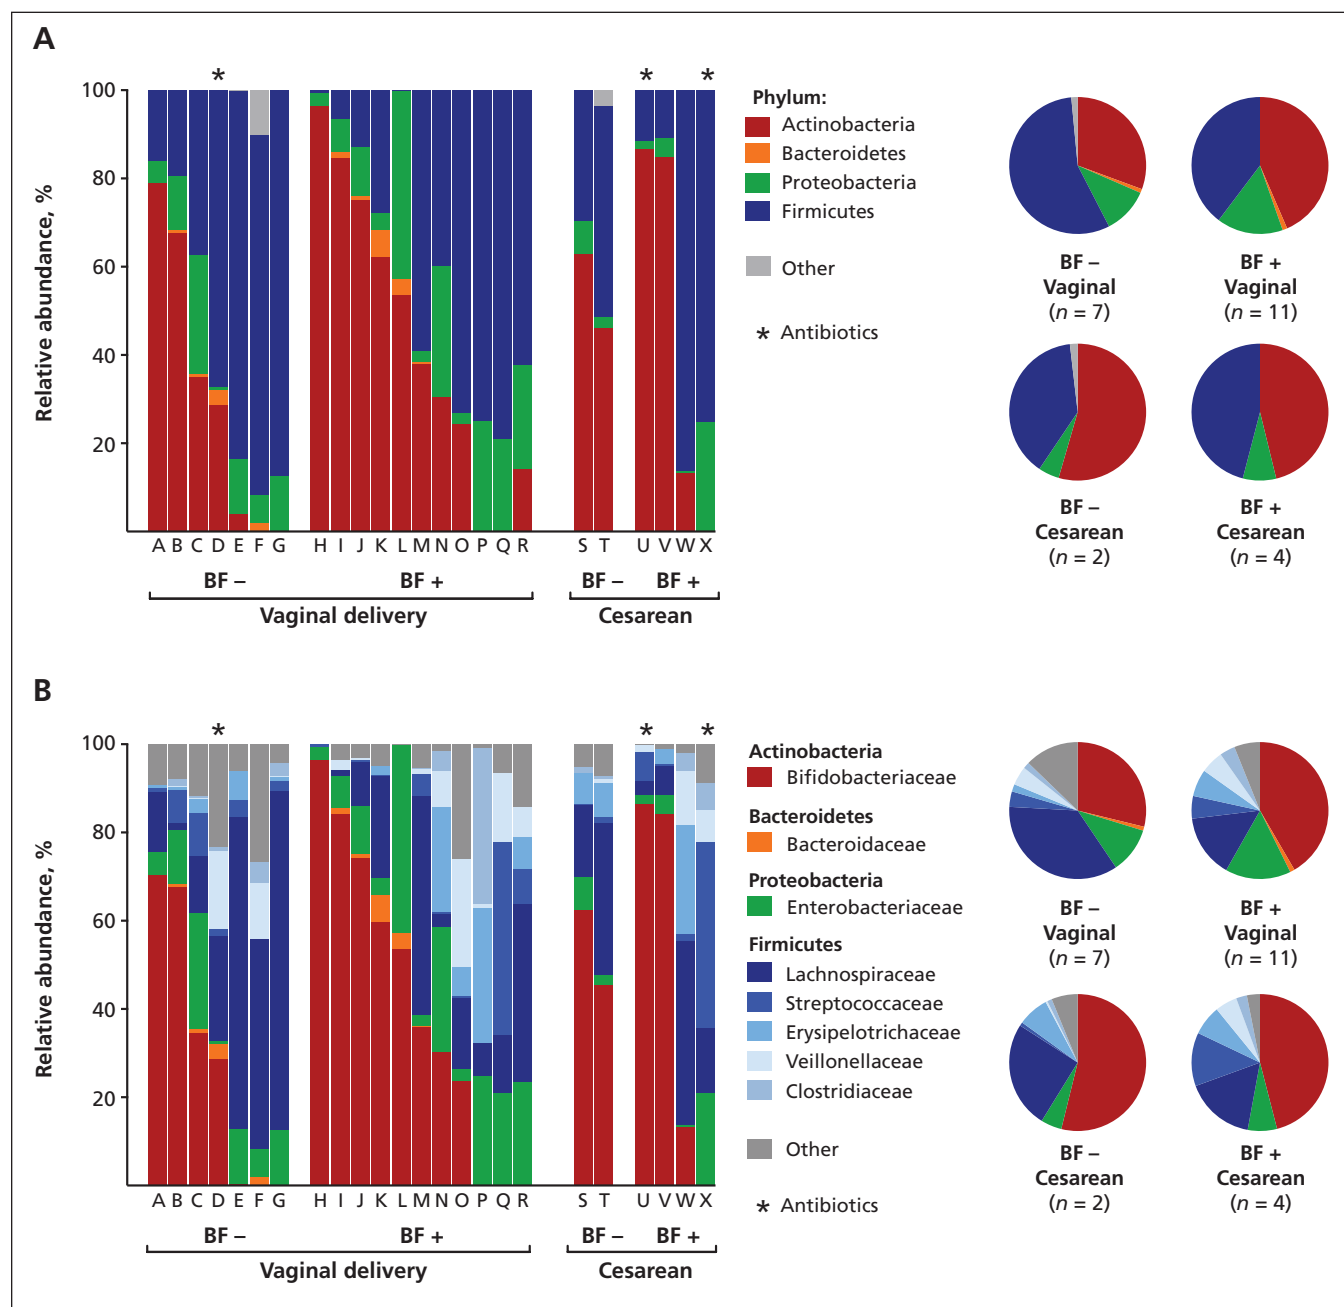 A
* * *
100
80
60
40
20
Relative abundance, %
A B C D E F G H I J K L M N O P Q R S T U V W X
BF – BF + BF – BF +
Vaginal delivery Cesarean
Phylum:
Actinobacteria
Bacteroidetes
Proteobacteria
Firmicutes
Other
* Antibiotics
BF – BF +
Vaginal Vaginal
(n = 7) (n = 11)
BF – BF +
Cesarean Cesarean
(n = 2) (n = 4)
B
* * *
100
80
60
40
20
Relative abundance, %
A B C D E F G H I J K L M N O P Q R S T U V W X
BF – BF + BF – BF +
Vaginal delivery Cesarean
Actinobacteria
Bifidobacteriaceae
Bacteroidetes
Bacteroidaceae
Proteobacteria
Enterobacteriaceae
Firmicutes
Lachnospiraceae
Streptococcaceae
Erysipelotrichaceae
Veillonellaceae
Clostridiaceae
Other
* Antibiotics
BF – BF +
Vaginal Vaginal
(n = 7) (n = 11)
BF – BF +
Cesarean Cesarean
(n = 2) (n = 4)